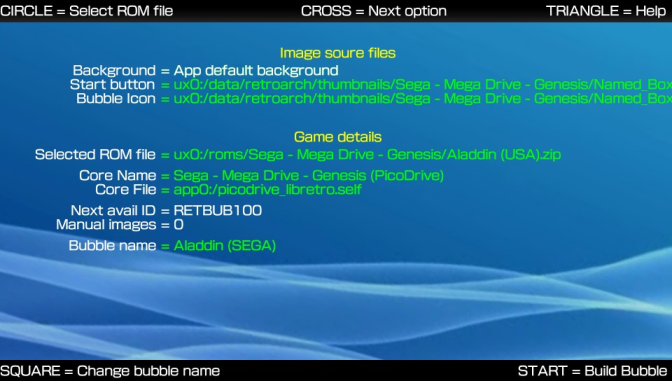 CIRCLE = Select ROM file CROSS = Next option TRIANGLE = Help
Image soure files
Background = App default background
Start button = ux0:/data/retroarch/thumbnails/Sega - Mega Drive - Genesis/Named_Box
Bubble Icon = ux0:/data/retroarch/thumbnails/Sega - Mega Drive - Genesis/Named_Box
Game details
Selected ROM file = ux0:/roms/Sega - Mega Drive - Genesis/Aladdin (USA).zip
Core Name = Sega - Mega Drive - Genesis (PicoDrive)
Core File = app0:/picodrive_libretro.self
Next avail ID = RETBUB100
Manual images = 0
Bubble name = Aladdin (SEGA)
SQUARE = Change bubble name START = Build Bubble